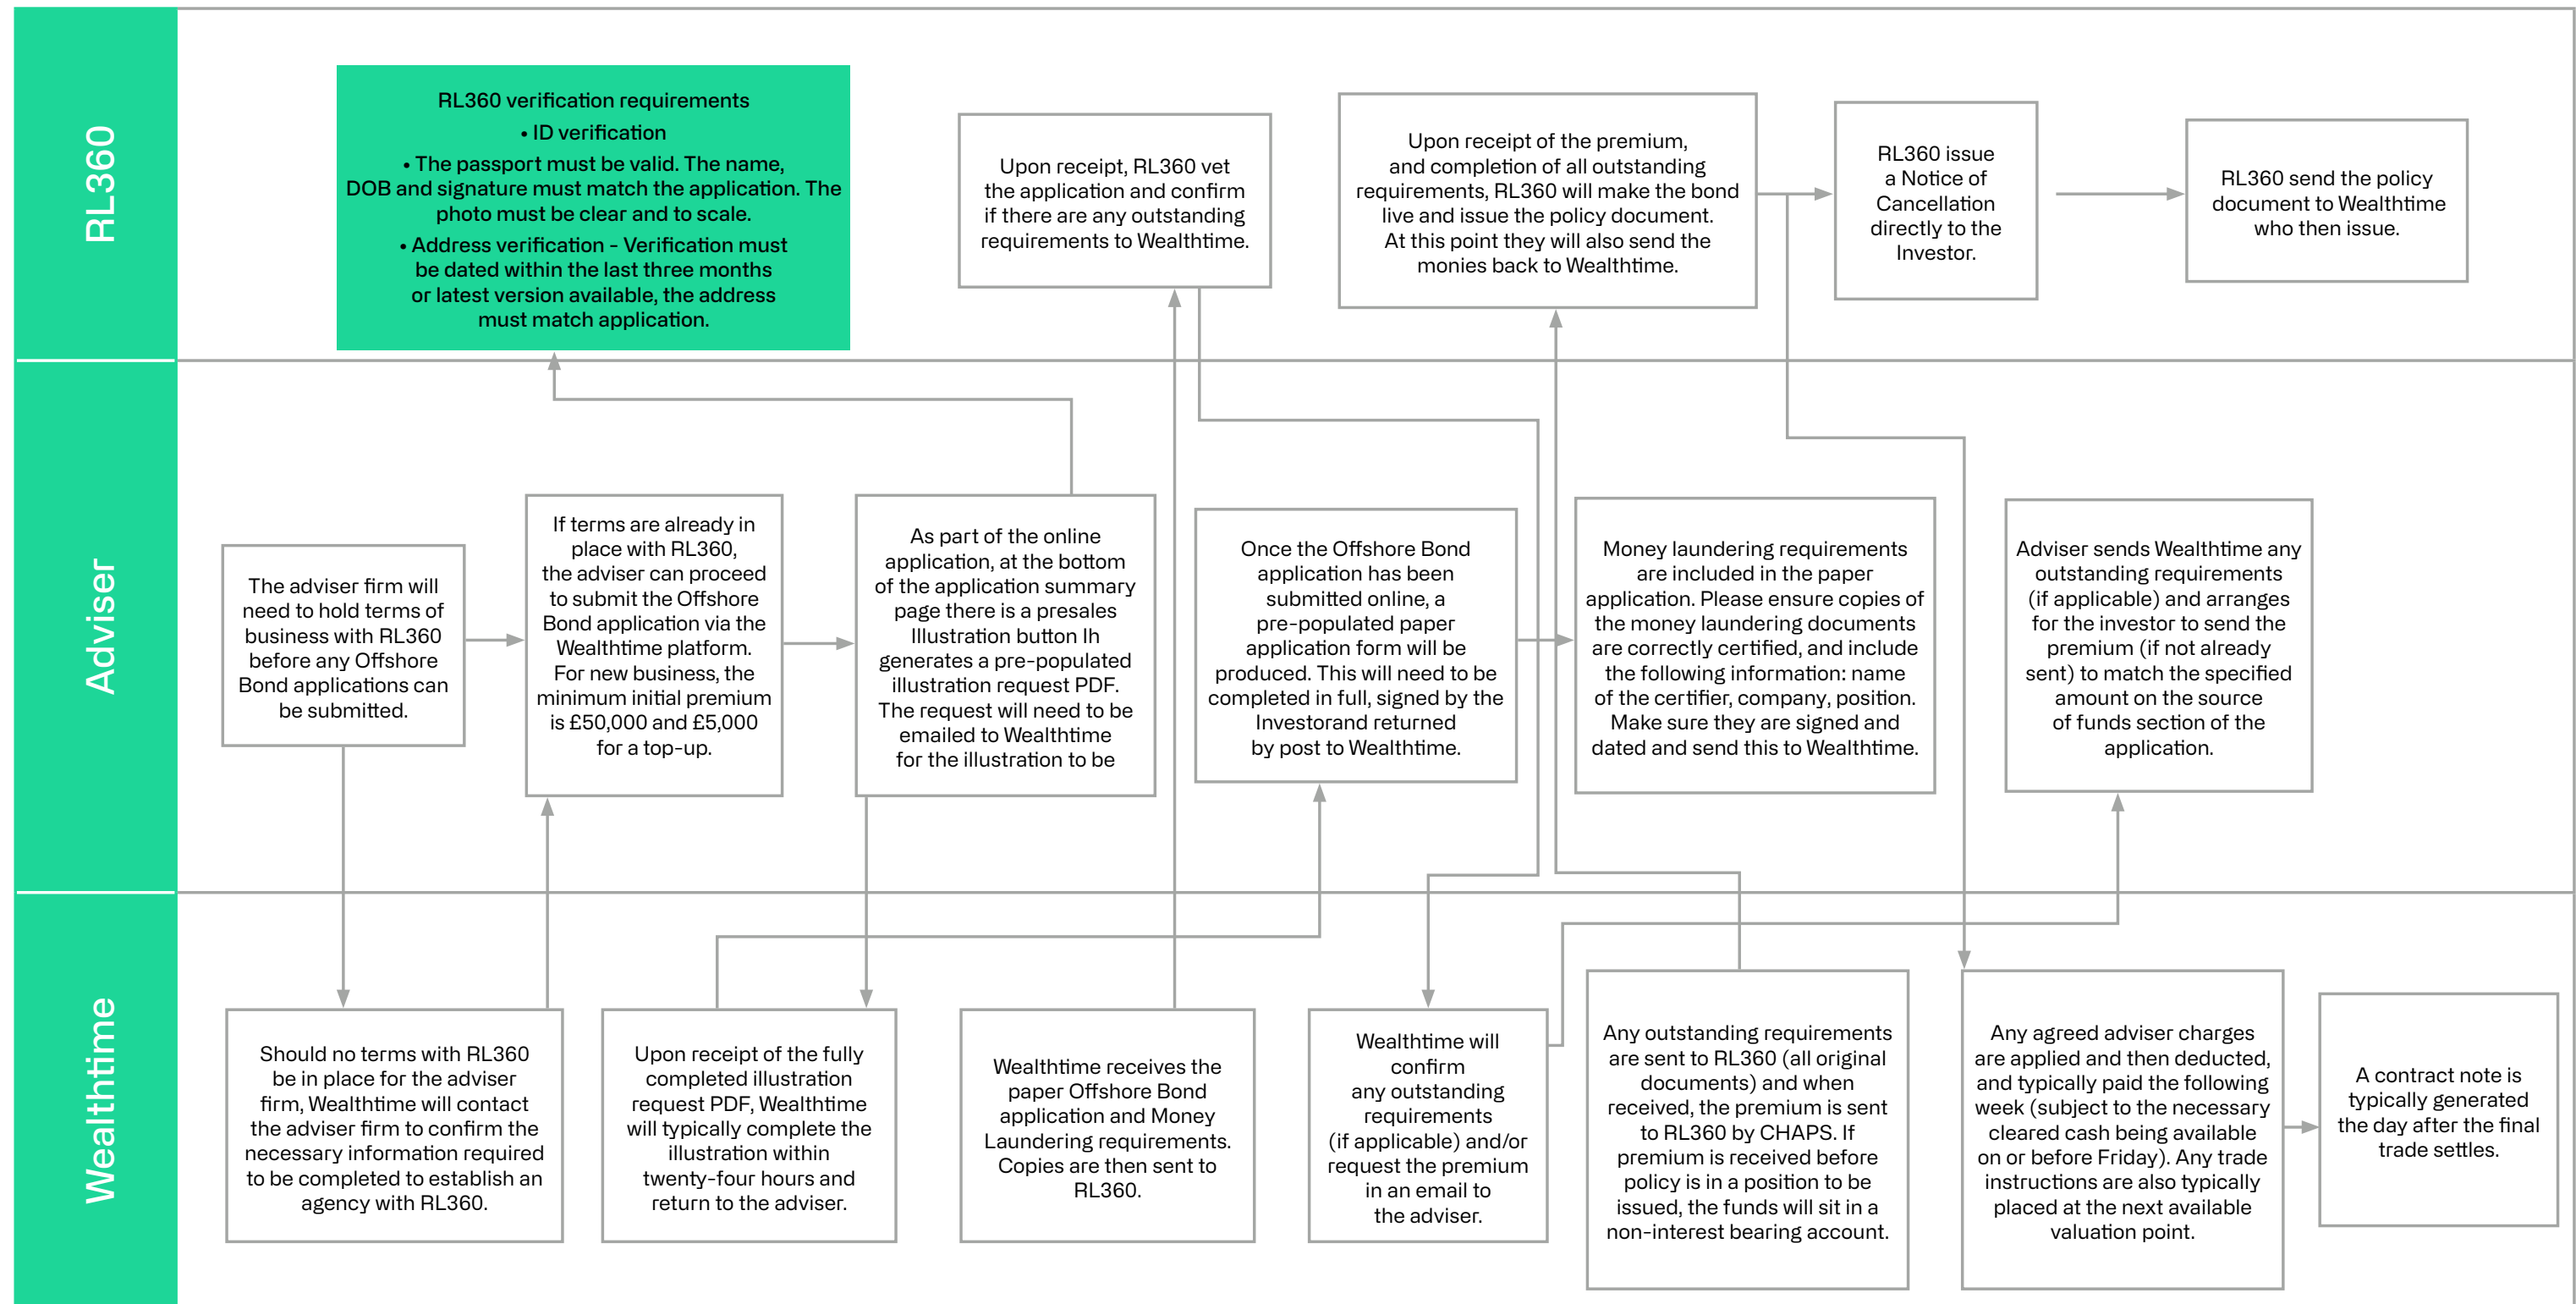 RL360
RL360 verification requirements
• ID verification
• The passport must be valid. The name,
DOB and signature must match the application. The
photo must be clear and to scale.
• Address verification - Verification must
be dated within the last three months
or latest version available, the address
must match application.
Upon receipt, RL360 vet
the application and confirm
if there are any outstanding
requirements to Wealthtime.
Upon receipt of the premium,
and completion of all outstanding
requirements, RL360 will make the bond
live and issue the policy document.
At this point they will also send the
monies back to Wealthtime.
RL360 issue
a Notice of
Cancellation
directly to the
Investor.
RL360 send the policy
document to Wealthtime
who then issue.
Adviser
The adviser firm will
need to hold terms of
business with RL360
before any Offshore
Bond applications can
be submitted.
If terms are already in
place with RL360,
the adviser can proceed
to submit the Offshore
Bond application via the
Wealthtime platform.
For new business, the
minimum initial premium
is £50,000 and £5,000
for a top-up.
As part of the online
application, at the bottom
of the application summary
page there is a presales
Illustration button Ih
generates a pre-populated
illustration request PDF.
The request will need to be
emailed to Wealthtime
for the illustration to be
Once the Offshore Bond
application has been
submitted online, a
pre-populated paper
application form will be
produced. This will need to be
completed in full, signed by the
Investorand returned
by post to Wealthtime.
Money laundering requirements
are included in the paper
application. Please ensure copies of
the money laundering documents
are correctly certified, and include
the following information: name
of the certifier, company, position.
Make sure they are signed and
dated and send this to Wealthtime.
Adviser sends Wealthtime any
outstanding requirements
(if applicable) and arranges
for the investor to send the
premium (if not already
sent) to match the specified
amount on the source
of funds section of the
application.
Wealthtime
Should no terms with RL360
be in place for the adviser
firm, Wealthtime will contact
the adviser firm to confirm the
necessary information required
to be completed to establish an
agency with RL360.
Upon receipt of the fully
completed illustration
request PDF, Wealthtime
will typically complete the
illustration within
twenty-four hours and
return to the adviser.
Wealthtime receives the
paper Offshore Bond
application and Money
Laundering requirements.
Copies are then sent to
RL360.
Wealthtime will
confirm
any outstanding
requirements
(if applicable) and/or
request the premium
in an email to
the adviser.
Any outstanding requirements
are sent to RL360 (all original
documents) and when
received, the premium is sent
to RL360 by CHAPS. If
premium is received before
policy is in a position to be
issued, the funds will sit in a
non-interest bearing account.
Any agreed adviser charges
are applied and then deducted,
and typically paid the following
week (subject to the necessary
cleared cash being available
on or before Friday). Any trade
instructions are also typically
placed at the next available
valuation point.
A contract note is
typically generated
the day after the final
trade settles.